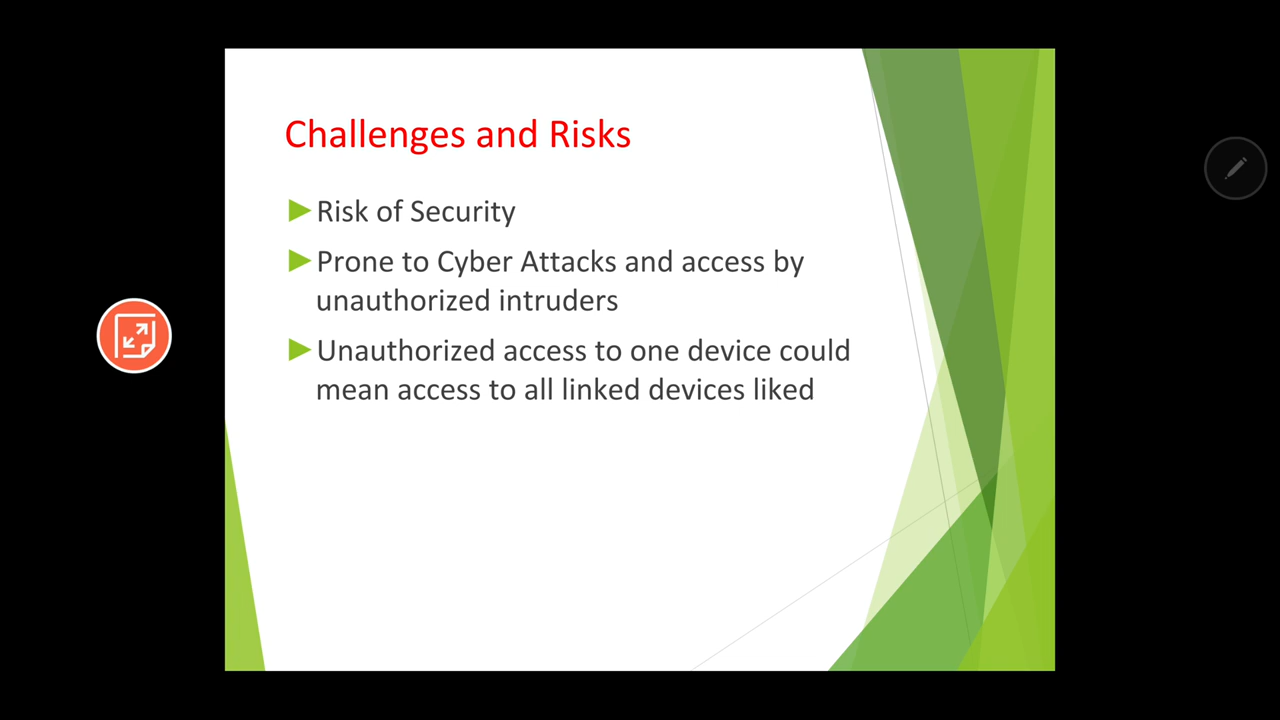 Challenges and Risks
Risk of Security
Prone to Cyber Attacks and access by
unauthorized intruders
Unauthorized access to one device could
mean access to all linked devices liked